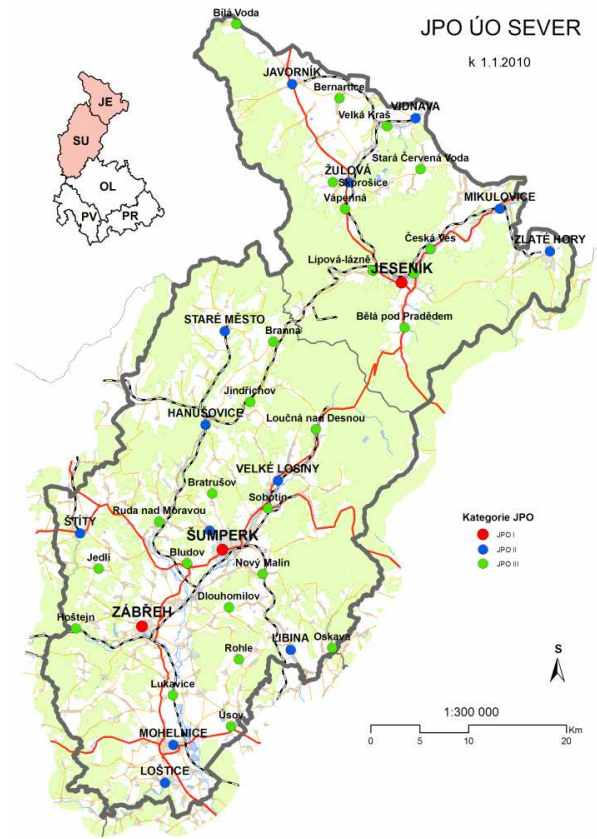 JPO ÚO SEVER
k 1.1.2010
JE
SU
OL
PV
PR
Bílá Voda
JAVORNÍK
Bernartice
VIDNAVA
Velká Kraš
Stará Červená Voda
ŽULOVÁ
Skorošice
Vápenná
MIKULOVICE
Česká Ves
ZLATÉ HORY
Lipová-lázně
JESENÍK
Bělá pod Pradědem
STARÉ MĚSTO
Branná
Jindřichov
HANUŠOVICE
Loučná nad Desnou
VELKÉ LOSINY
Bratrušov
Sobotín
Ruda nad Moravou
ŠTÍTY
ŠUMPERK
Jedlí
Bludov
Nový Malín
Dlouhomilov
ZÁBŘEH
Hoštejn
LIBINA
Oskava
Rohle
Lukavice
Úsov
MOHELNICE
LOŠTICE
Kategorie JPO
JPO I
JPO II
JPO III
S
1:300 000
0 5 10 20 Km